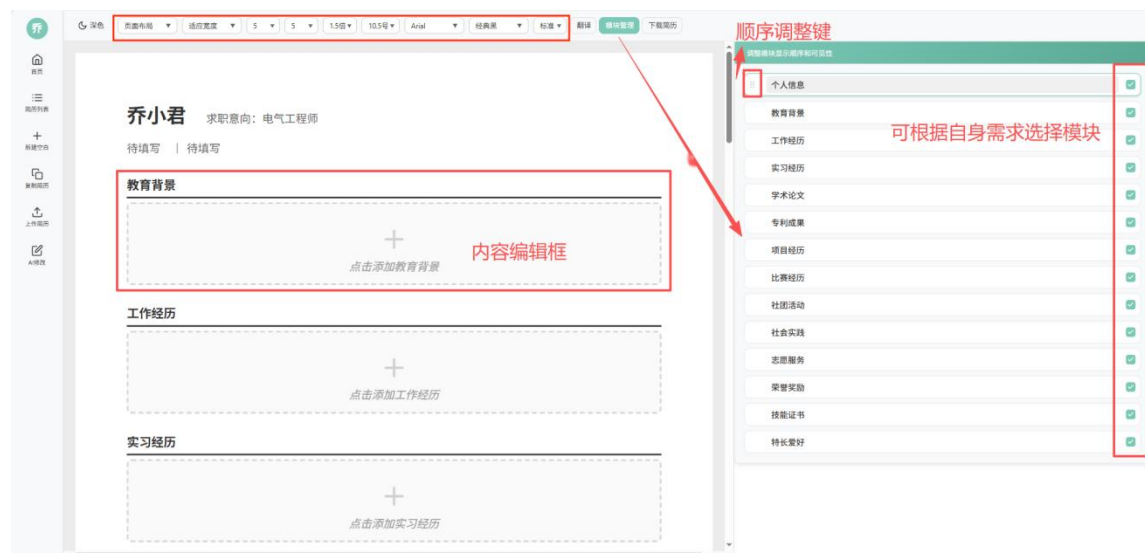 乔
首页
简历列表
新建空白
复制简历
上传简历
AI修改
深色 页面布局 适应宽度 5 5 1.5倍 10.5号 Arial 经典黑 标准 翻译 模块管理 下载简历
乔小君 求职意向：电气工程师
待填写 | 待填写
教育背景
点击添加教育背景
内容编辑框
工作经历
点击添加工作经历
实习经历
点击添加实习经历
顺序调整键
调整模块显示顺序和可见性
个人信息
教育背景
可根据自身需求选择模块
工作经历
实习经历
学术论文
专利成果
项目经历
比赛经历
社团活动
社会实践
志愿服务
荣誉奖励
技能证书
特长爱好